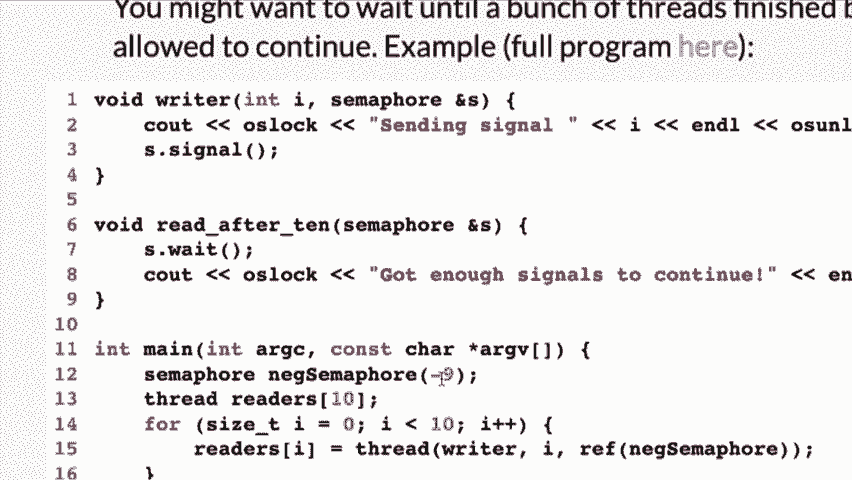 You might want to wait until a bunch of threads finished
allowed to continue. Example (full program here):
1 void writer(int i, semaphore &s) {
2 cout << oslock << "Sending signal " << i << endl << osunl
3 s.signal();
4 }
5
6 void read_after_ten(semaphore &s) {
7 s.wait();
8 cout << oslock << "Got enough signals to continue!" << en
9 }
10
11 int main(int argc, const char *argv[]) {
12 semaphore negSemaphore(-9);
13 thread readers[10];
14 for (size_t i = 0; i < 10; i++) {
15 readers[i] = thread(writer, i, ref(negSemaphore));
16 }